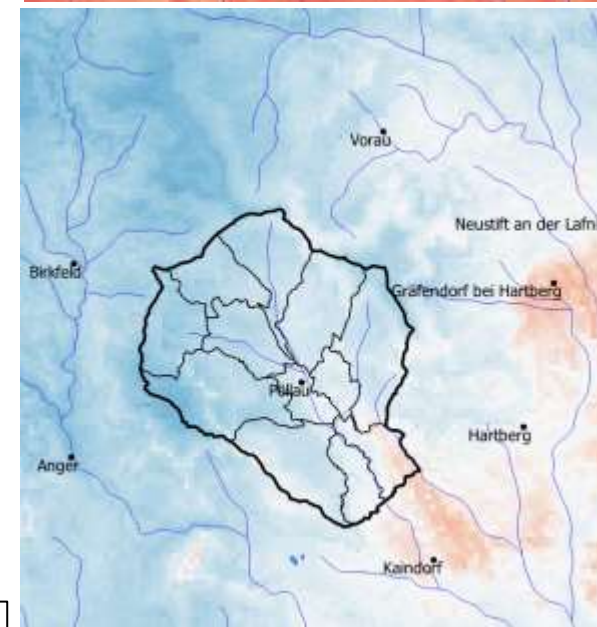 Vorau
Neustift an der Lafn
Birkfeld
Gräfendorf bei Hartberg
Pöllau
Hartberg
Anger
Kaindorf